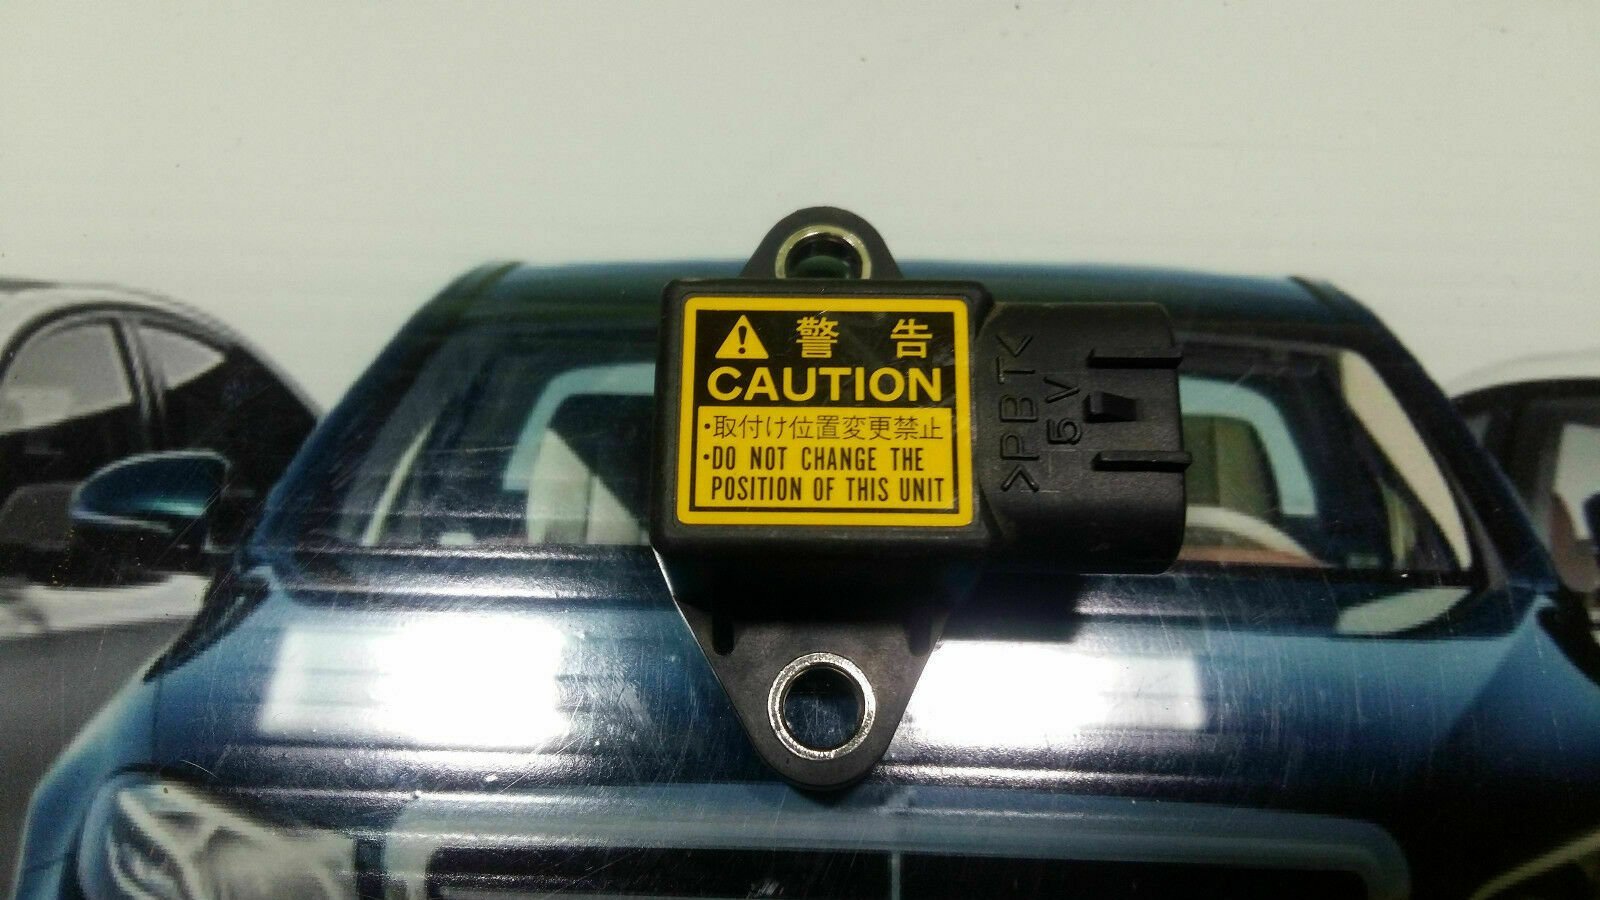 警告
CAUTION
・取付け位置変更禁止
・DO NOT CHANGE THE
POSITION OF THIS UNIT
>PBT<
5V